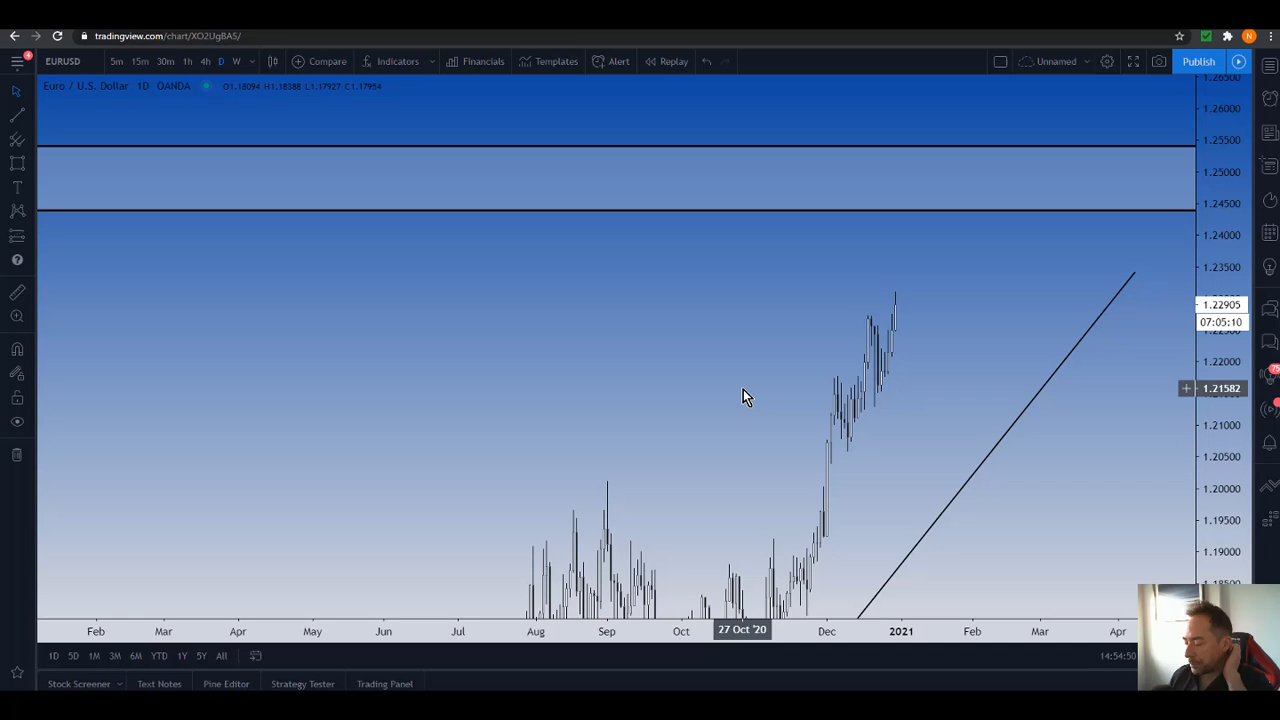 tradingview.com/chart/XO2UgBA5/
4
EURUSD 5m 15m 30m 1h 4h D W Compare Indicators Financials Templates Alert Replay Unnamed Publish
Euro / U.S. Dollar 1D OANDA O1.18094 H1.18388 L1.17927 C1.17954
N
1.26500
1.26000
1.25500
1.25000
1.24500
1.24000
1.23500
1.22905
07:05:10
1.22000
1.21582
1.21000
1.20500
1.20000
1.19500
1.19000
75
Feb Mar Apr May Jun Jul Aug Sep Oct 27 Oct '20 Dec 2021 Feb Mar Apr
1D 5D 1M 3M 6M YTD 1Y 5Y All 14:54:50
Stock Screener Text Notes Pine Editor Strategy Tester Trading Panel